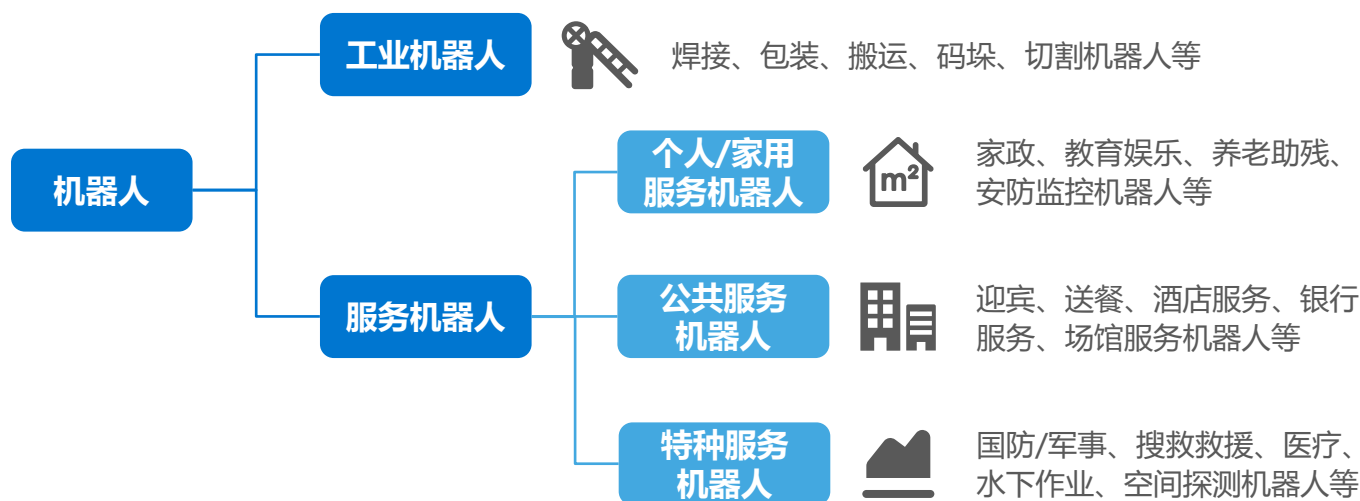 机器人
工业机器人
焊接、包装、搬运、码垛、切割机器人等
服务机器人
个人/家用
服务机器人
m²
家政、教育娱乐、养老助残、
安防监控机器人等
公共服务
机器人
迎宾、送餐、酒店服务、银行
服务、场馆服务机器人等
特种服务
机器人
国防/军事、搜救救援、医疗、
水下作业、空间探测机器人等